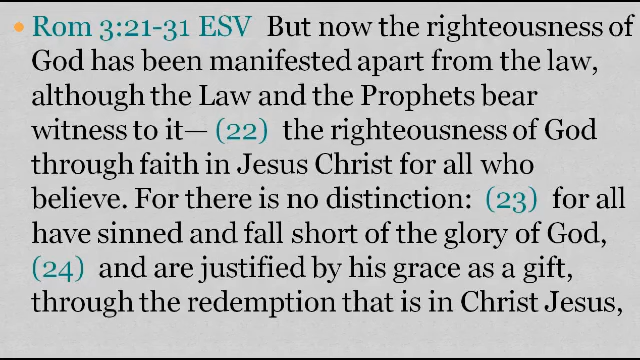 • Rom 3:21-31 ESV But now the righteousness of
God has been manifested apart from the law,
although the Law and the Prophets bear
witness to it— (22) the righteousness of God
through faith in Jesus Christ for all who
believe. For there is no distinction: (23) for all
have sinned and fall short of the glory of God,
(24) and are justified by his grace as a gift,
through the redemption that is in Christ Jesus,